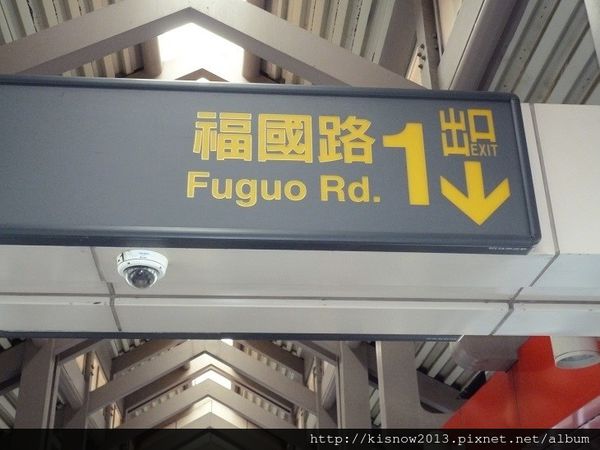 福國路
Fuguo Rd.
1
出口
EXIT
http://kisnow2013.pixnet.net/album